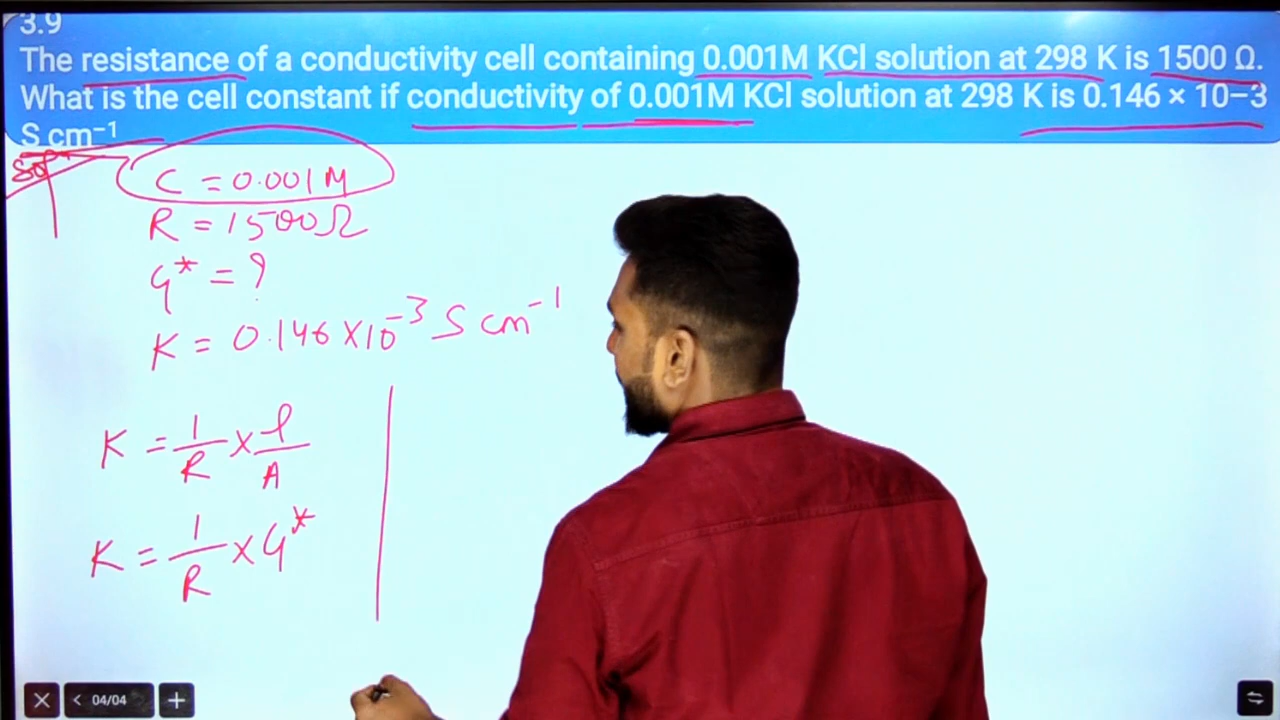 3.9
The resistance of a conductivity cell containing 0.001M KCl solution at 298 K is 1500 Ω.
What is the cell constant if conductivity of 0.001M KCl solution at 298 K is 0.146 × 10–3
S cm–1
Sol
C = 0.001M
R = 1500Ω
G* = ?
K = 0.146 × 10⁻³ S cm⁻¹
K = 1/R × l/A
K = 1/R × G*
04/04